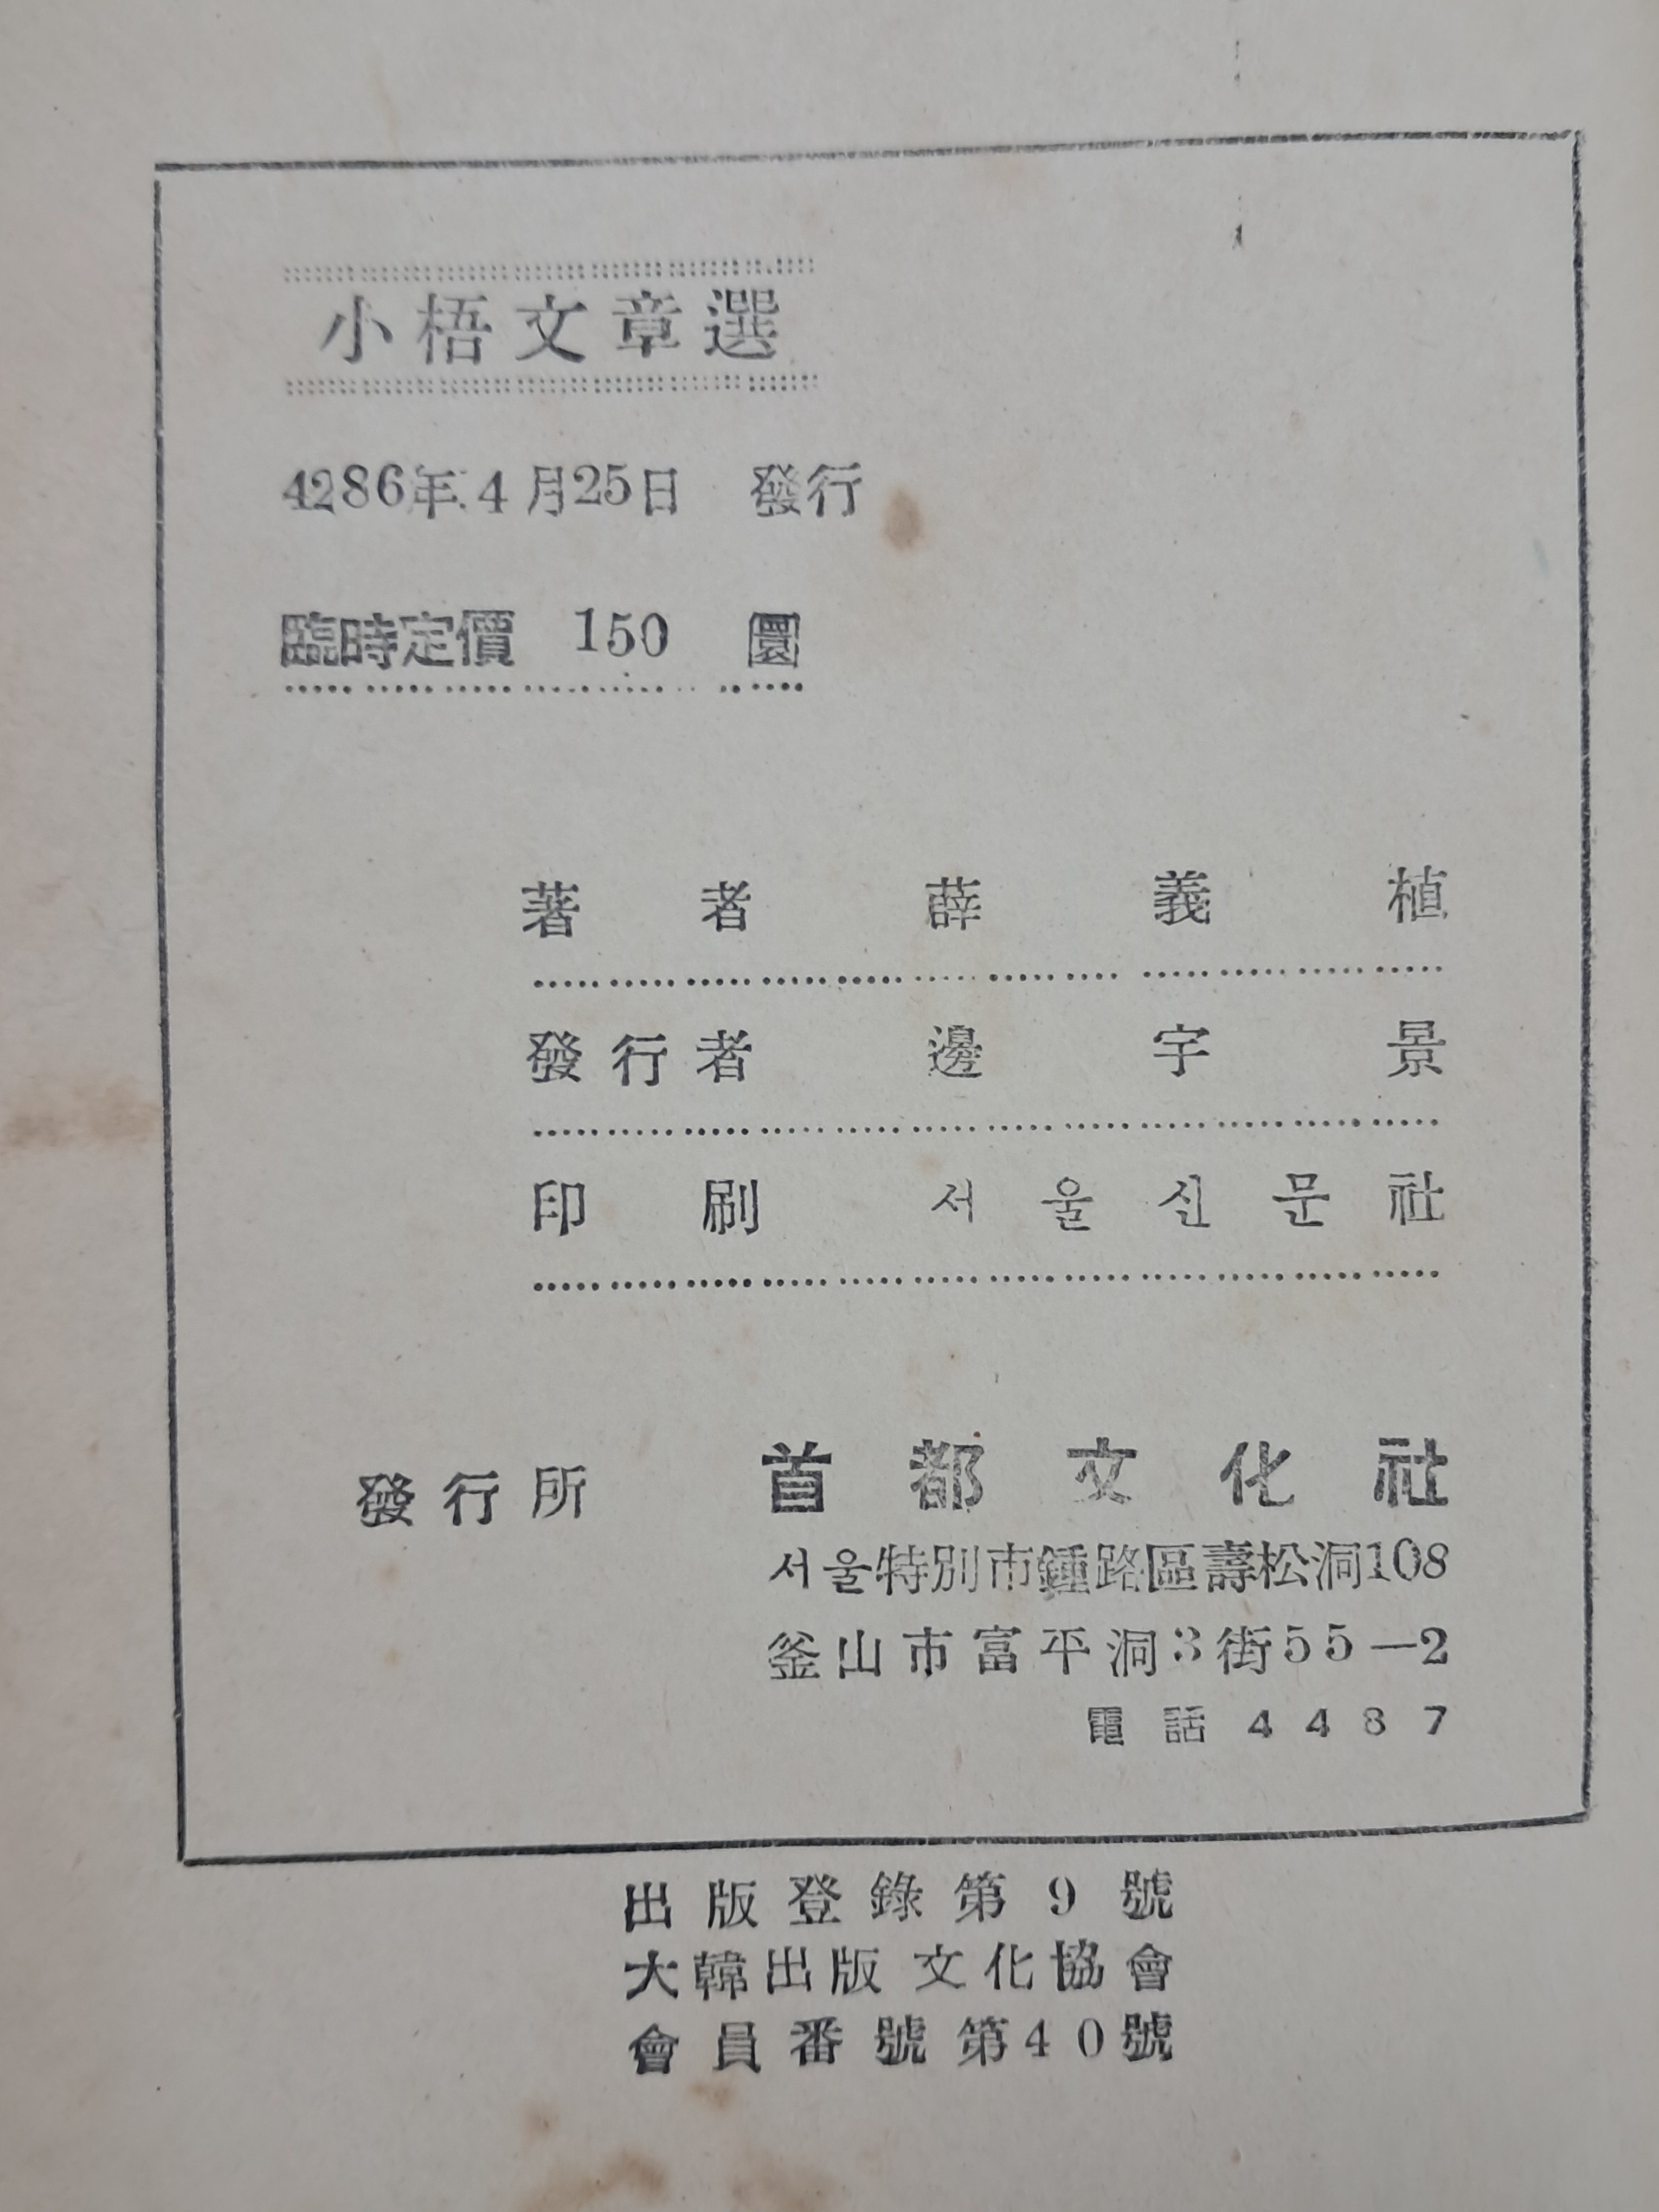 小梧文章選
4286年4月25日 發行
臨時定價 150 圜
著者 薛義植
發行者 邊宇景
印刷 서울신문社
發行所 首都文化社
서울特別市鍾路區壽松洞108
釜山市富平洞3街55—2
電話4487
出版登錄第9號
大韓出版文化協會
會員番號第40號